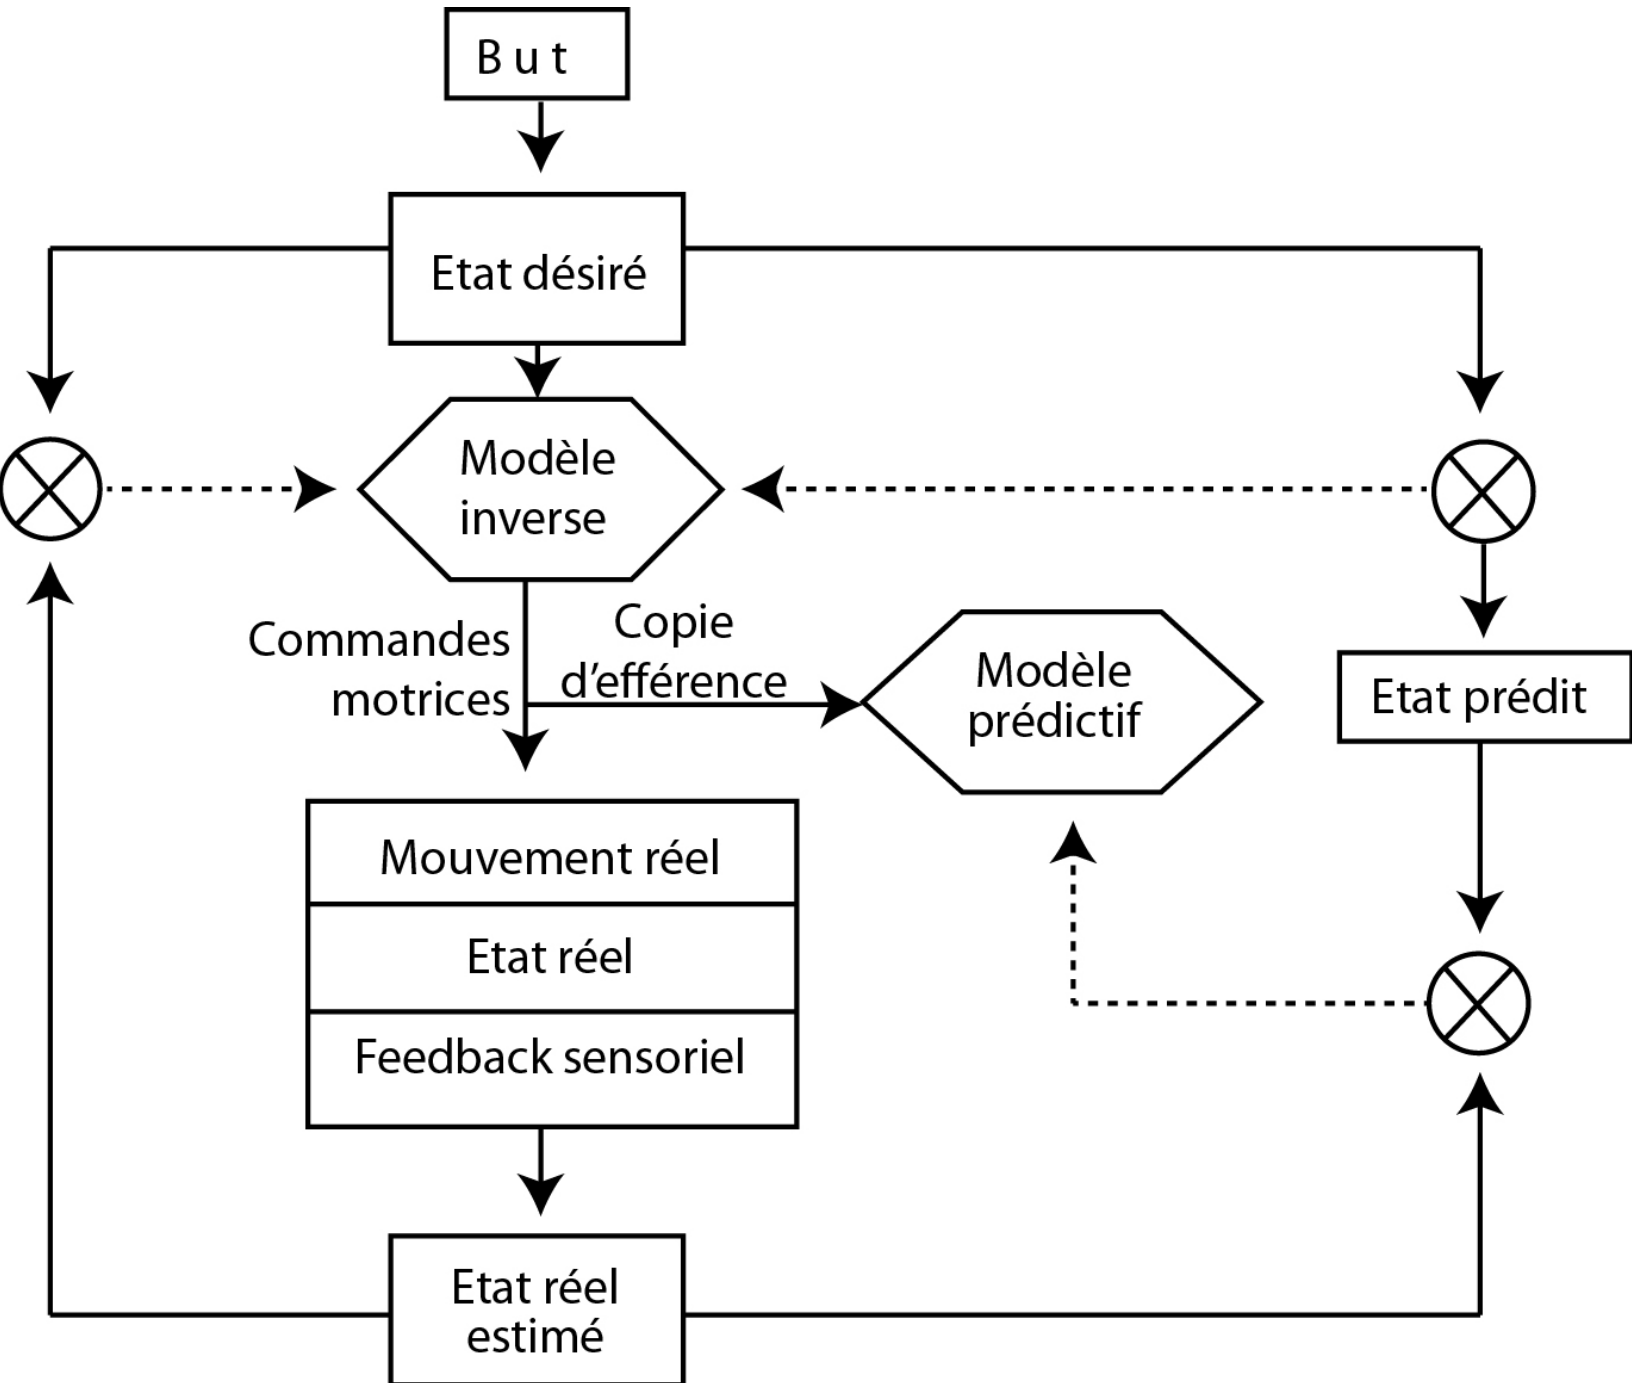 But
Etat désiré
Modèle
inverse
Commandes
motrices
Copie
d'efférence
Modèle
prédictif
Etat prédit
Mouvement réel
Etat réel
Feedback sensoriel
Etat réel
estimé